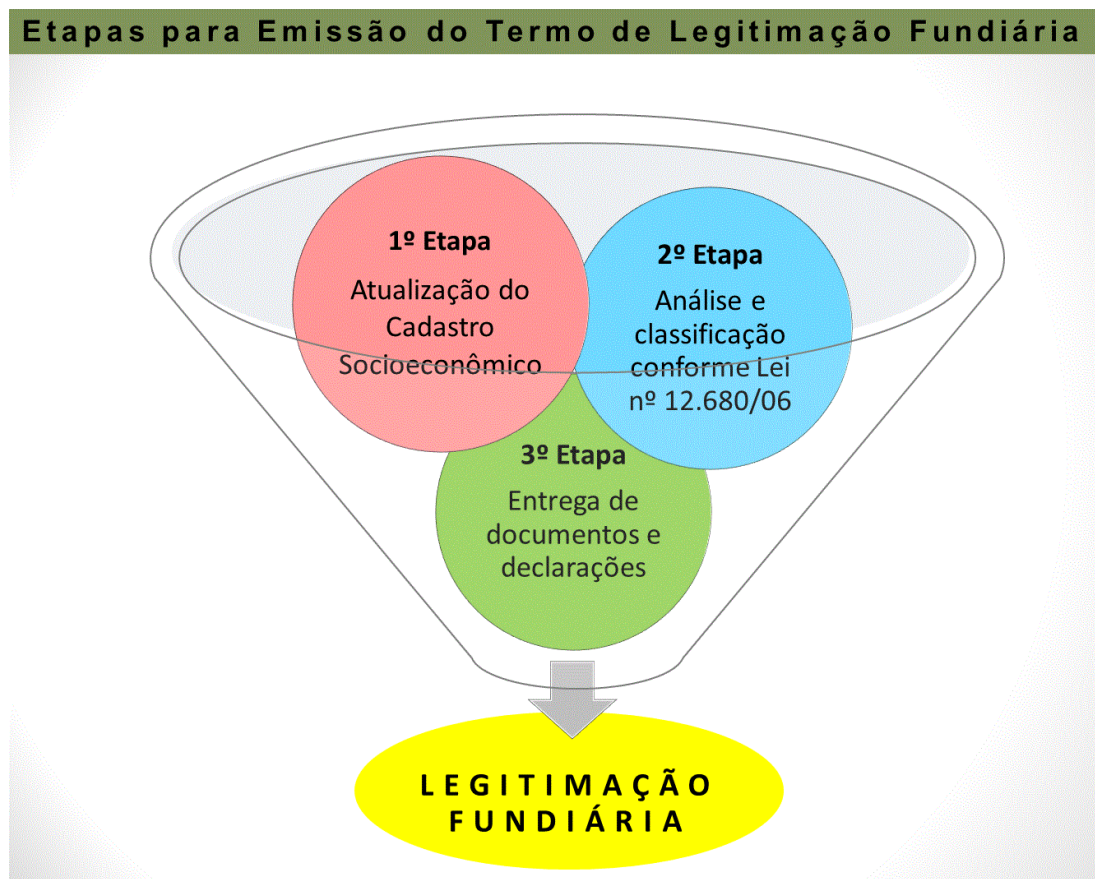 Etapas para Emissão do Termo de Legitimação Fundiária
1º Etapa
Atualização do
Cadastro
Socioeconômico
2º Etapa
Análise e
classificação
conforme Lei
nº 12.680/06
3º Etapa
Entrega de
documentos e
declarações
LEGITIMAÇÃO
FUNDIÁRIA